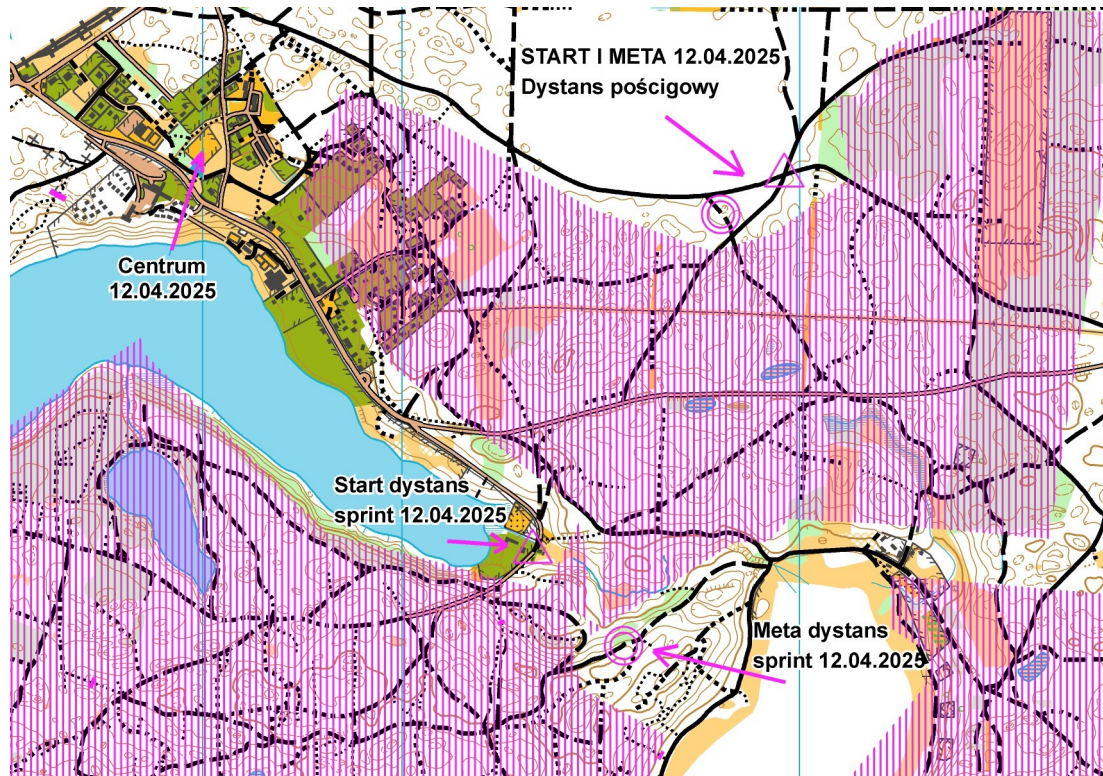 START I META 12.04.2025
Dystans pościgowy
Centrum
12.04.2025
Start dystans
sprint 12.04.2025
Meta dystans
sprint 12.04.2025